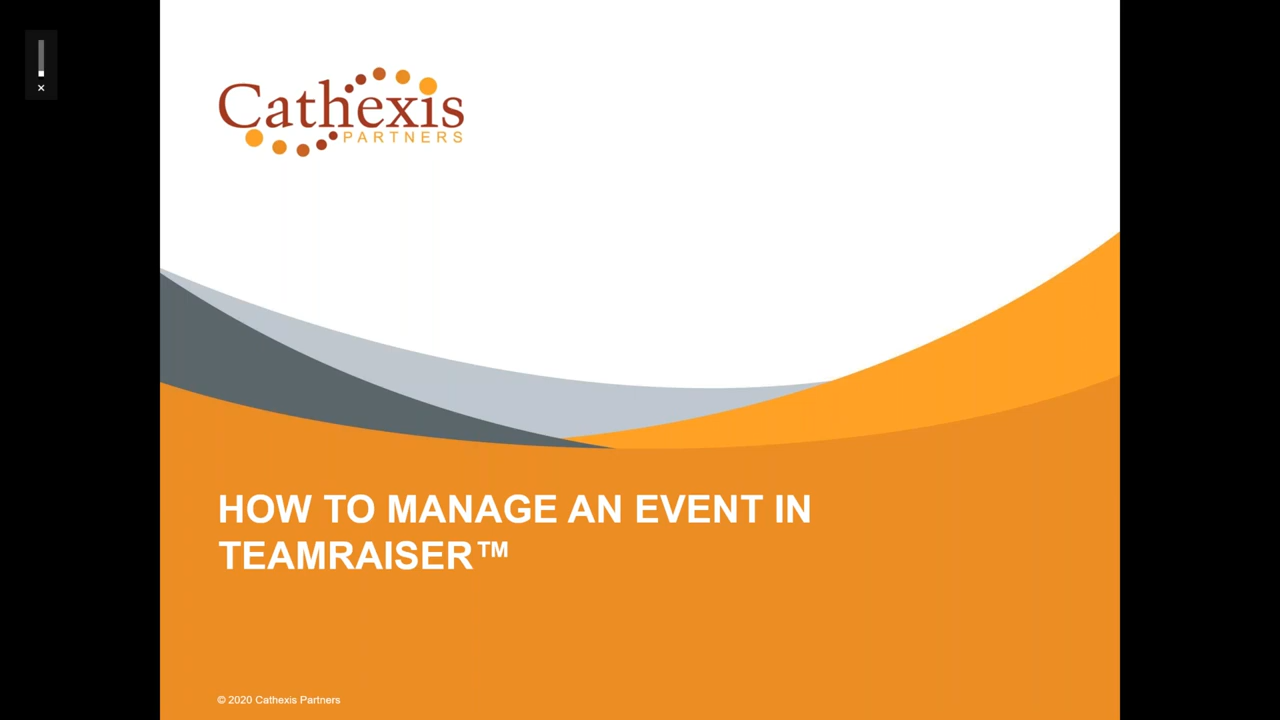 Cathexis
PARTNERS
HOW TO MANAGE AN EVENT IN
TEAMRAISER™
© 2020 Cathexis Partners